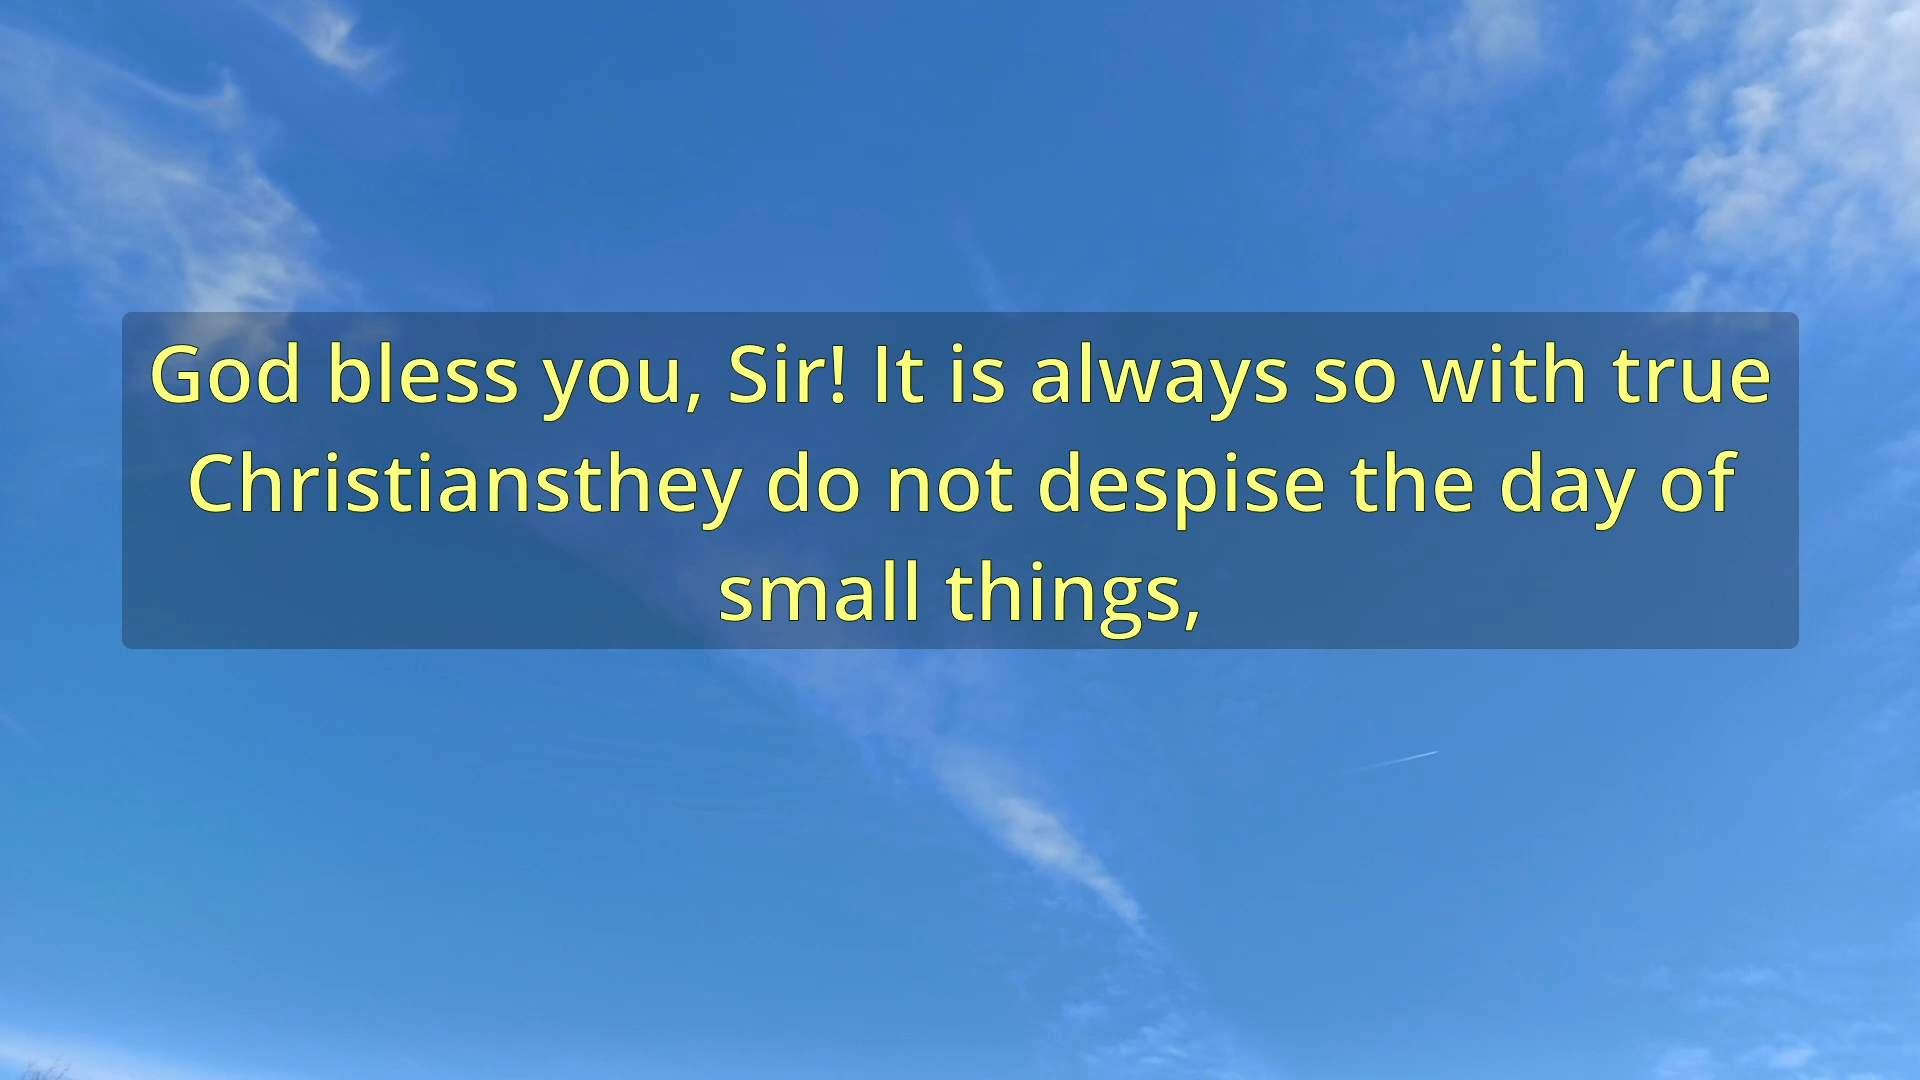 God bless you, Sir! It is always so with true
Christiansthey do not despise the day of
small things,